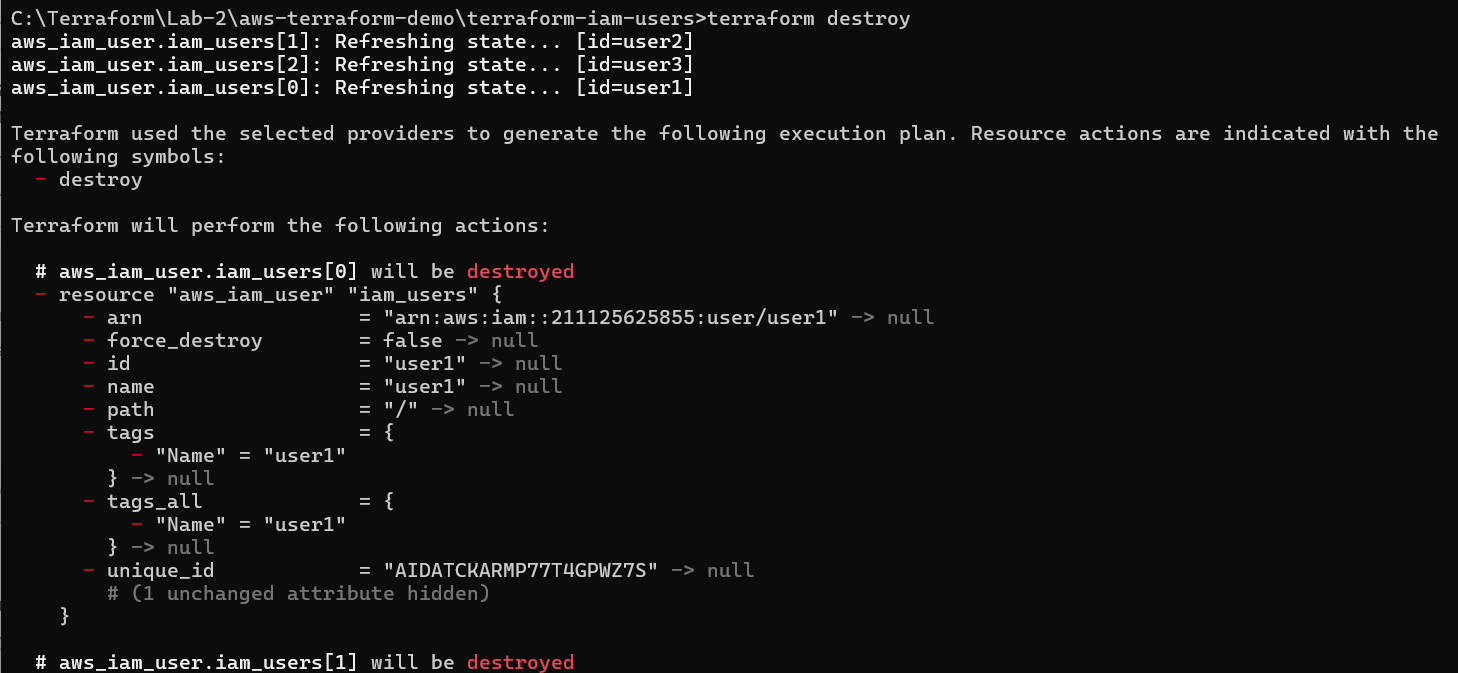 C:\Terraform\Lab-2\aws-terraform-demo\terraform-iam-users>terraform destroy
aws_iam_user.iam_users[1]: Refreshing state... [id=user2]
aws_iam_user.iam_users[2]: Refreshing state... [id=user3]
aws_iam_user.iam_users[0]: Refreshing state... [id=user1]

Terraform used the selected providers to generate the following execution plan. Resource actions are indicated with the
following symbols:
  - destroy

Terraform will perform the following actions:

  # aws_iam_user.iam_users[0] will be destroyed
  - resource "aws_iam_user" "iam_users" {
      - arn                  = "arn:aws:iam::211125625855:user/user1" -> null
      - force_destroy        = false -> null
      - id                   = "user1" -> null
      - name                 = "user1" -> null
      - path                 = "/" -> null
      - tags                 = {
          - "Name" = "user1"
        } -> null
      - tags_all             = {
          - "Name" = "user1"
        } -> null
      - unique_id            = "AIDATCKARMP77T4GPWZ7S" -> null
        # (1 unchanged attribute hidden)
    }

  # aws_iam_user.iam_users[1] will be destroyed